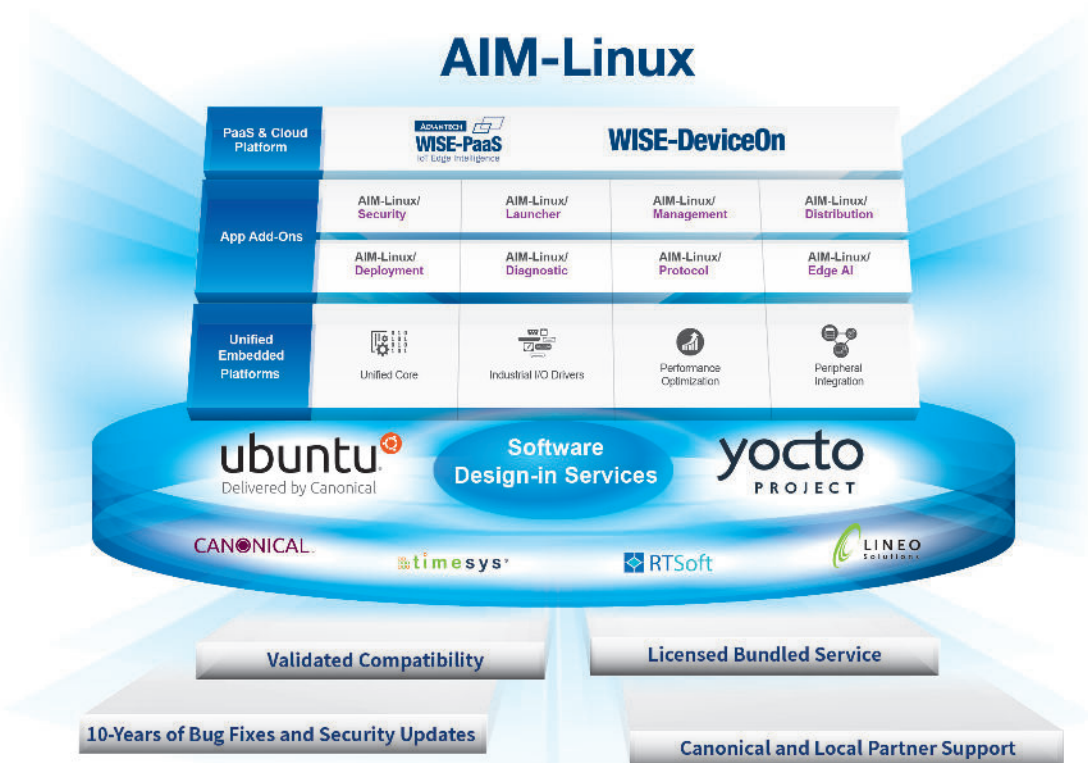 AIM-Linux
PaaS & Cloud
Platform
ADVANTECH
WISE-PaaS
IoT Edge Intelligence
WISE-DeviceOn
App Add-Ons
AIM-Linux/
Security
AIM-Linux/
Launcher
AIM-Linux/
Management
AIM-Linux/
Distribution
AIM-Linux/
Deployment
AIM-Linux/
Diagnostic
AIM-Linux/
Protocol
AIM-Linux/
Edge AI
Unified
Embedded
Platforms
Unified Core
Industrial I/O Drivers
Performance
Optimization
Peripheral
Integration
ubuntu
Delivered by Canonical
Software
Design-in Services
yocto
PROJECT
CANONICAL
timesys
RTSoft
LINEO
Solutions
Validated Compatibility
Licensed Bundled Service
10-Years of Bug Fixes and Security Updates
Canonical and Local Partner Support